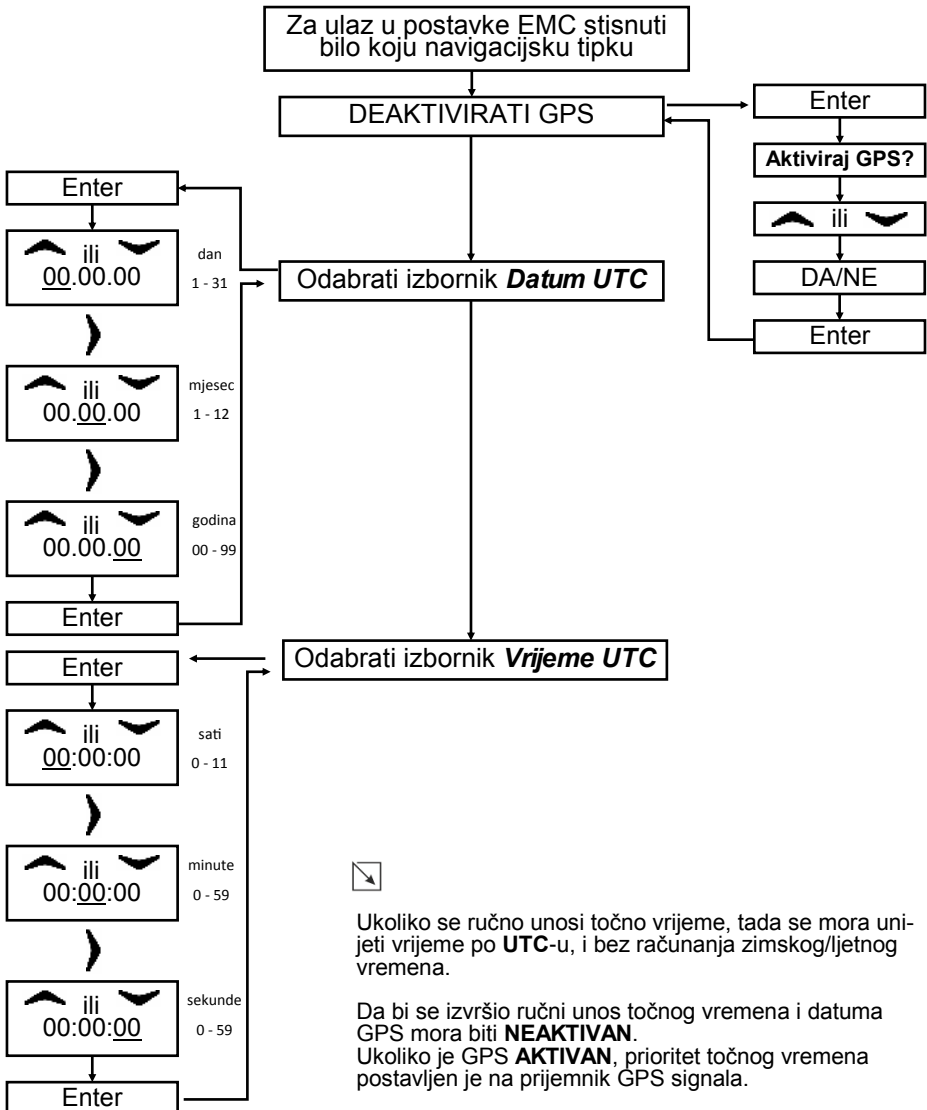 Za ulaz u postavke EMC stisnuti
bilo koju navigacijsku tipku
DEAKTIVIRATI GPS
Enter
Aktiviraj GPS?
ili
DA/NE
Enter
Odabrati izbornik Datum UTC
Enter
ili
00.00.00
dan
1 - 31
ili
00.00.00
mjesec
1 - 12
ili
00.00.00
godina
00 - 99
Enter
Odabrati izbornik Vrijeme UTC
Enter
ili
00:00:00
sati
0 - 11
ili
00:00:00
minute
0 - 59
ili
00:00:00
sekunde
0 - 59
Enter
Ukoliko se ručno unosi točno vrijeme, tada se mora uni-
jeti vrijeme po UTC-u, i bez računanja zimskog/ljetnog
vremena.
Da bi se izvršio ručni unos točnog vremena i datuma
GPS mora biti NEAKTIVAN.
Ukoliko je GPS AKTIVAN, prioritet točnog vremena
postavljen je na prijemnik GPS signala.